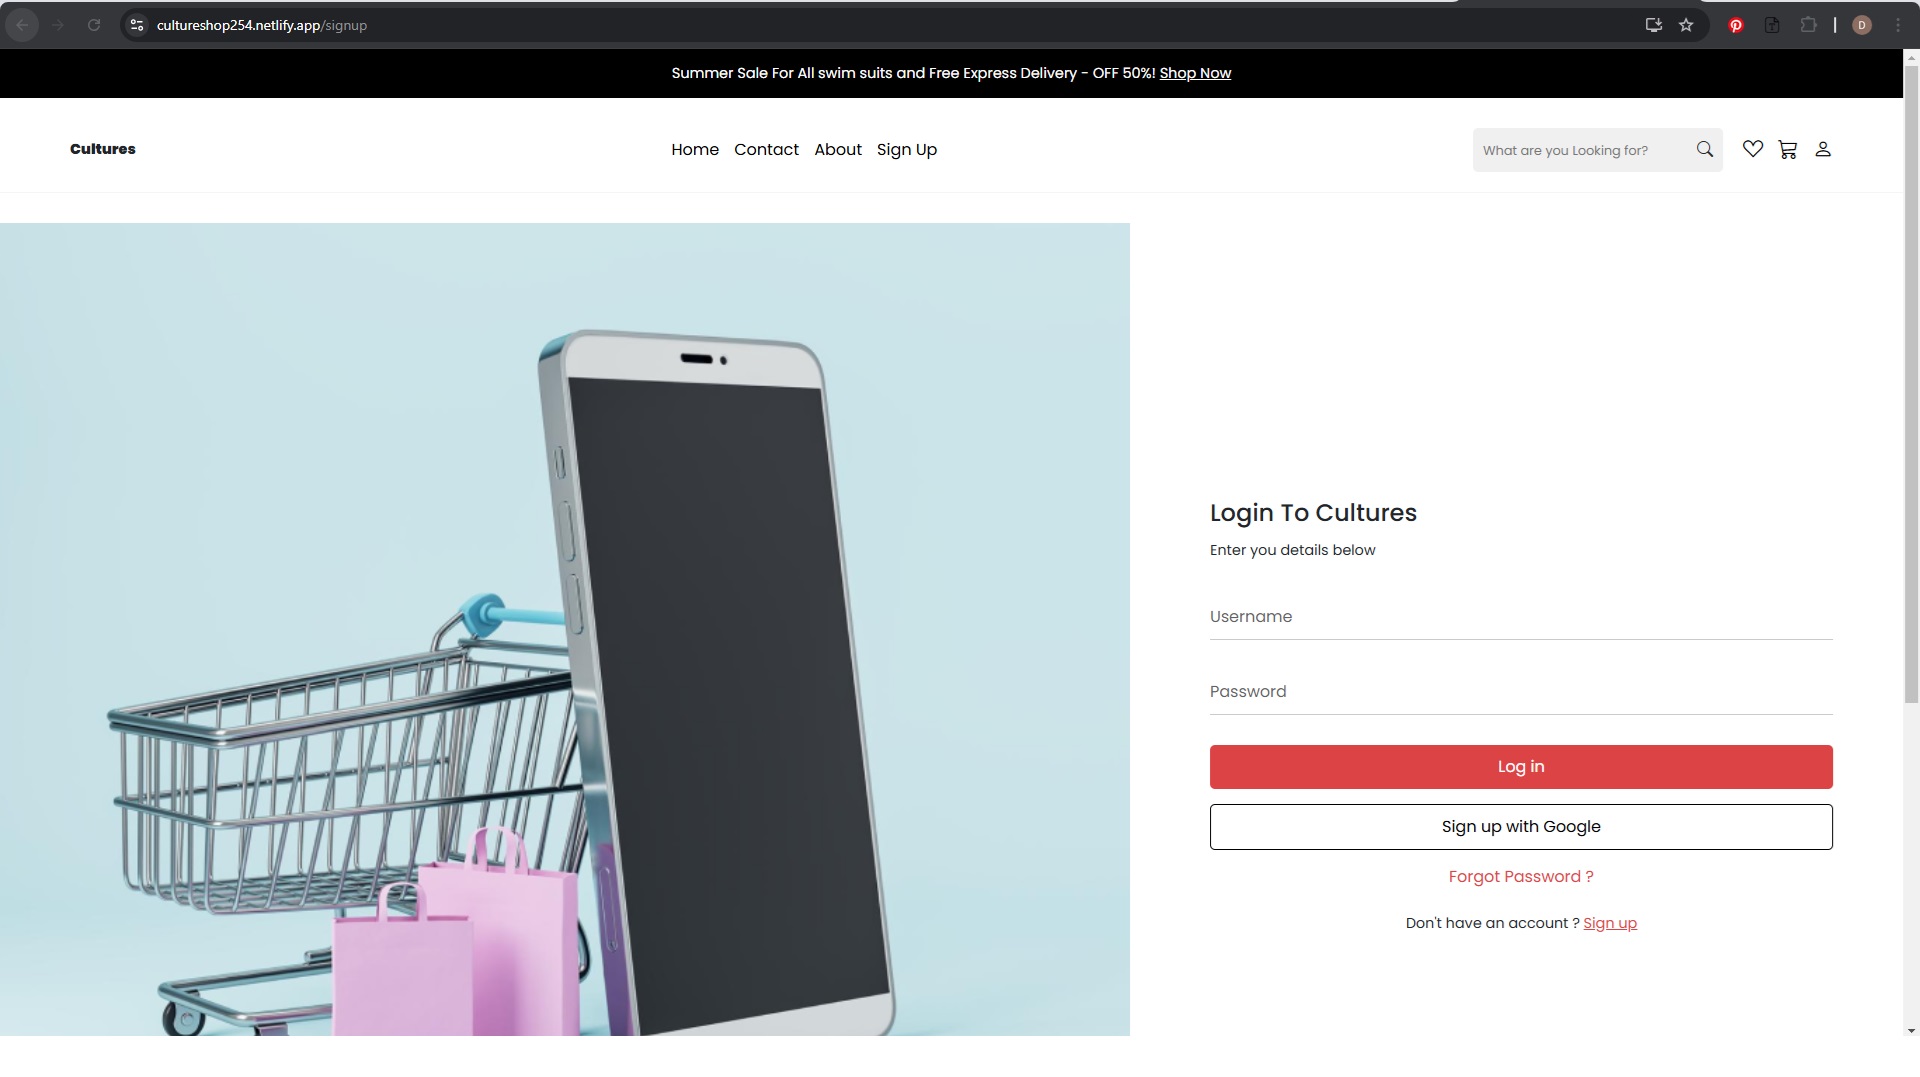 cultureshop254.netlify.app/signup
D
Summer Sale For All swim suits and Free Express Delivery - OFF 50%! Shop Now
Cultures
Home Contact About Sign Up
What are you Looking for?
Login To Cultures
Enter you details below
Username
Password
Log in
Sign up with Google
Forgot Password ?
Don't have an account ? Sign up